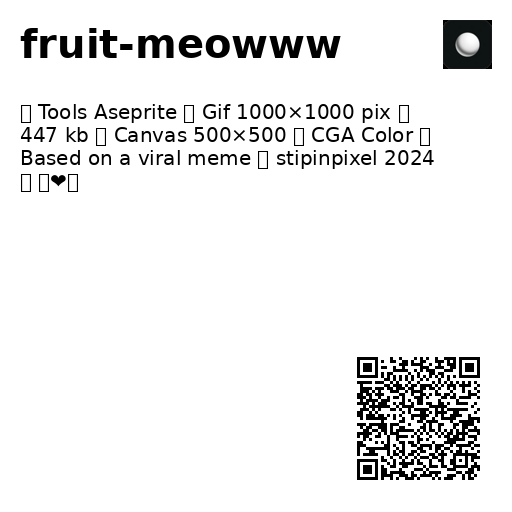 fruit-meowww
▯ Tools Aseprite ▯ Gif 1000×1000 pix ▯
447 kb ▯ Canvas 500×500 ▯ CGA Color ▯
Based on a viral meme ▯ stipinpixel 2024
▯ ▯❤▯